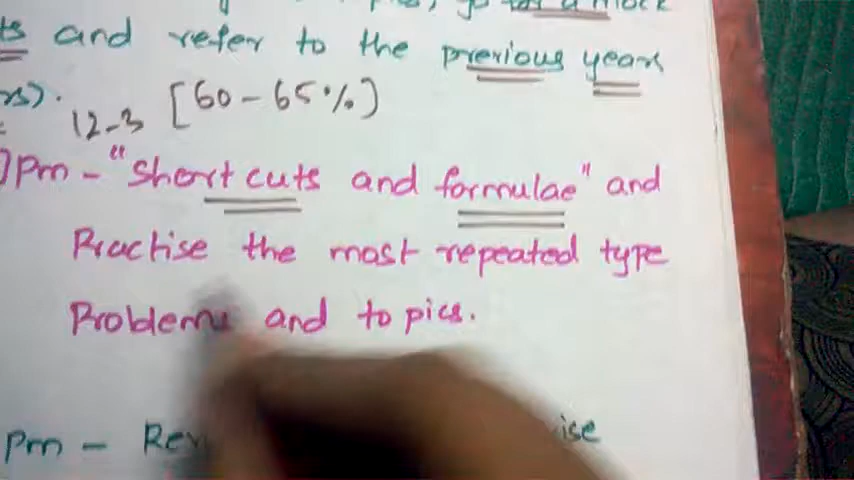 ts and refer to the previous years
rs).
12-3 [60-65%]
)Pm - "Short cuts and formulae" and
Practise the most repeated type
Problems and topics.
Pm -